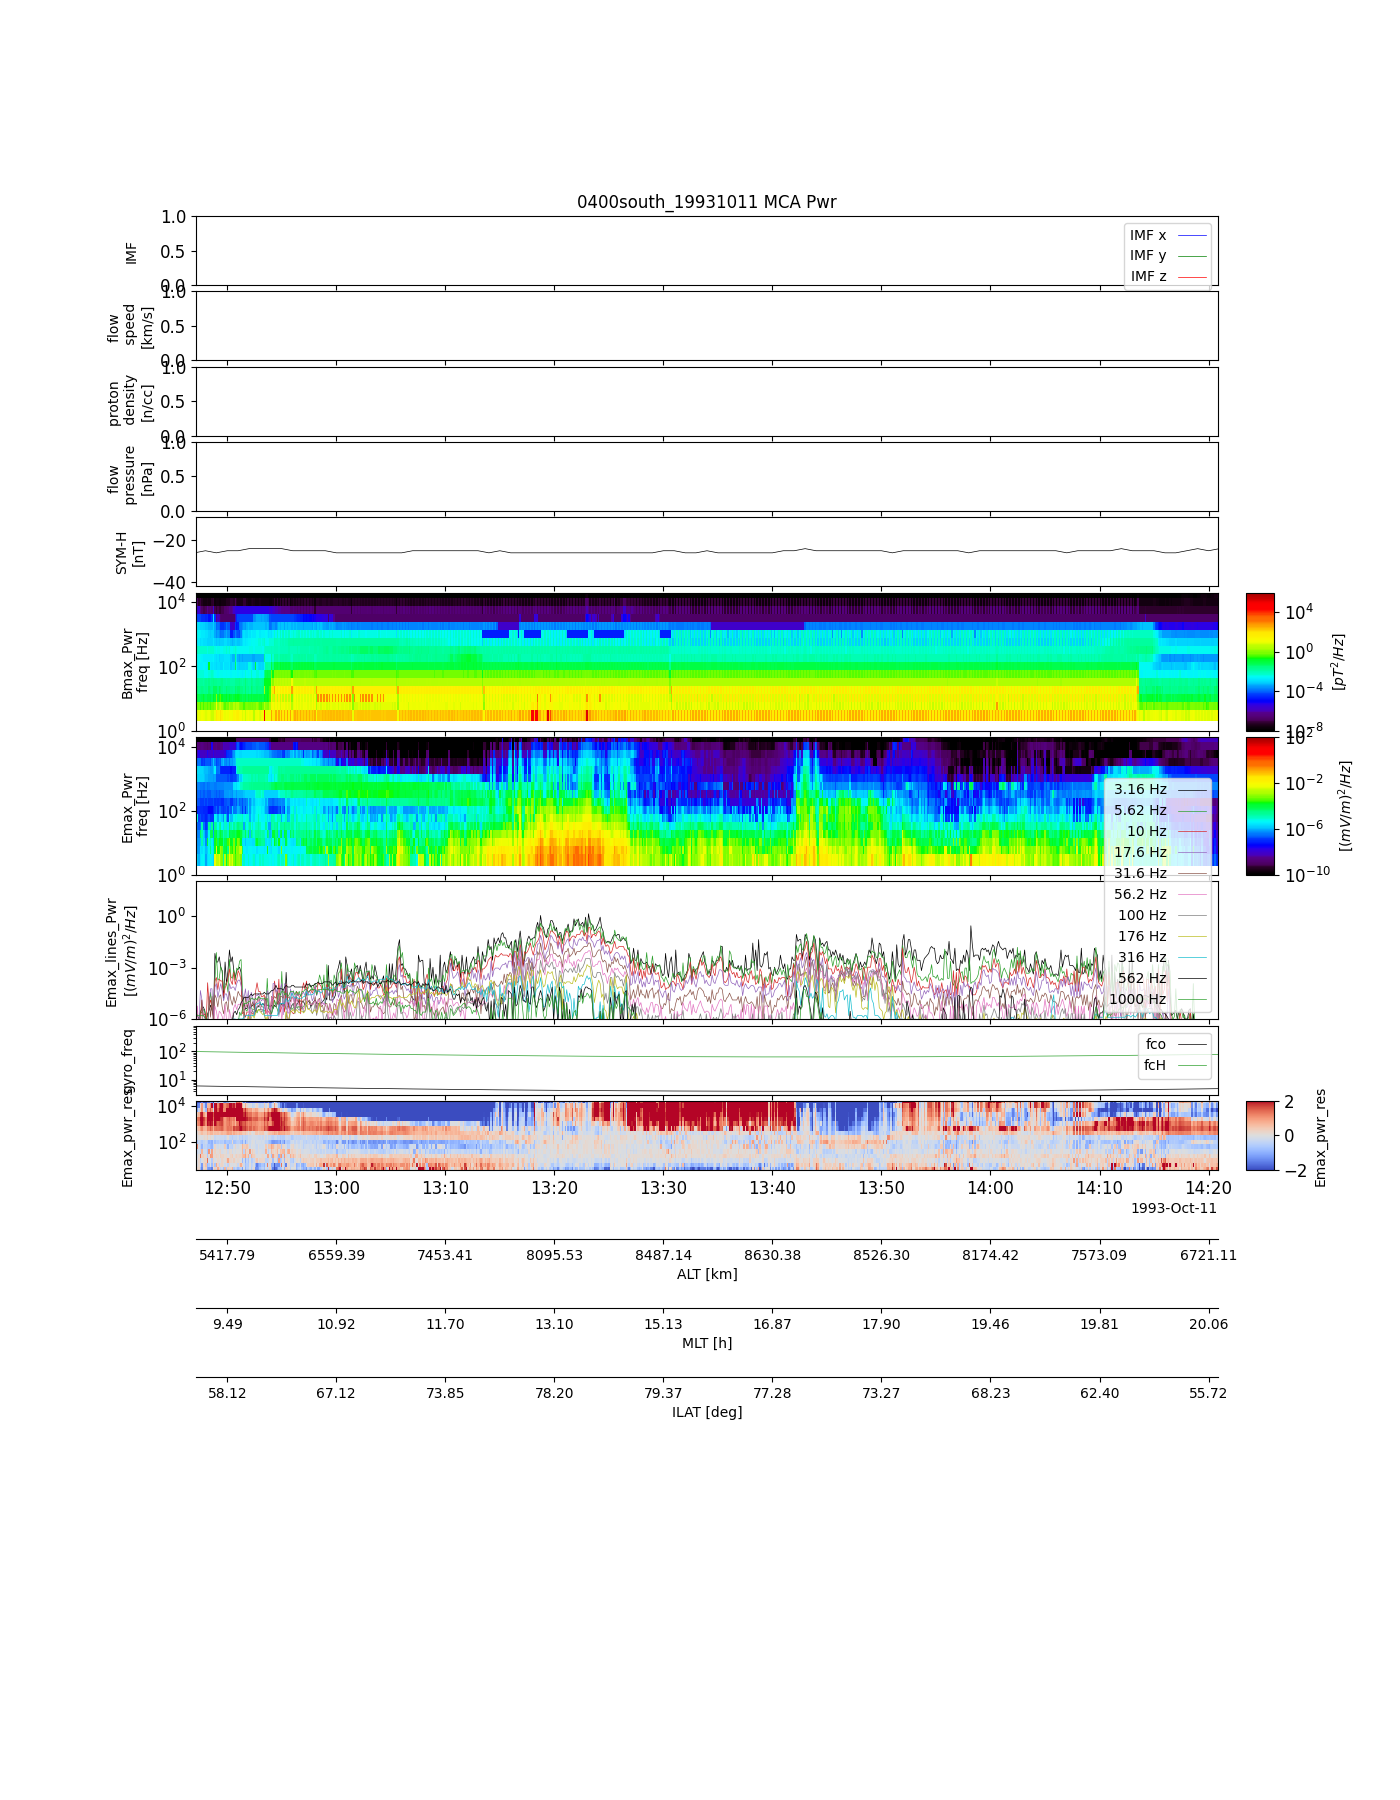 0400south_19931011 MCA Pwr
1.0
0.5
0.0
IMF
IMF x
IMF y
IMF z
1.0
0.5
0.0
flow
speed
[km/s]
1.0
0.5
0.0
proton
density
[n/cc]
1.0
0.5
0.0
flow
pressure
[nPa]
−20
−40
SYM-H
[nT]
10^4
10^2
10^0
Bmax_Pwr
freq [Hz]
10^4
10^0
10^−4
10^−8
[pT^2/Hz]
10^4
10^2
10^0
Emax_Pwr
freq [Hz]
10^2
10^−2
10^−6
10^−10
[(mV/m)^2/Hz]
3.16 Hz
5.62 Hz
10 Hz
17.6 Hz
31.6 Hz
56.2 Hz
100 Hz
176 Hz
316 Hz
562 Hz
1000 Hz
10^0
10^−3
10^−6
Emax_lines_Pwr
[(mV/m)^2/Hz]
10^2
10^1
gyro_freq
fco
fcH
10^4
10^2
Emax_pwr_res
2
0
−2
Emax_pwr_res
12:50 13:00 13:10 13:20 13:30 13:40 13:50 14:00 14:10 14:20
1993-Oct-11
5417.79 6559.39 7453.41 8095.53 8487.14 8630.38 8526.30 8174.42 7573.09 6721.11
ALT [km]
9.49 10.92 11.70 13.10 15.13 16.87 17.90 19.46 19.81 20.06
MLT [h]
58.12 67.12 73.85 78.20 79.37 77.28 73.27 68.23 62.40 55.72
ILAT [deg]